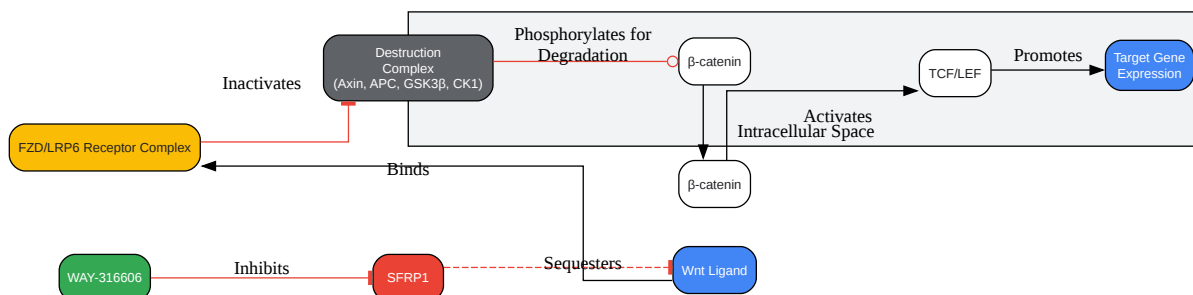 Phosphorylates for
Degradation
Promotes
Destruction
Complex
(Axin, APC, GSK3β, CK1)
β-catenin
TCF/LEF
Target Gene
Expression
Inactivates
Activates
Intracellular Space
FZD/LRP6 Receptor Complex
Binds
β-catenin
WAY-316606
Inhibits
SFRP1
Sequesters
Wnt Ligand